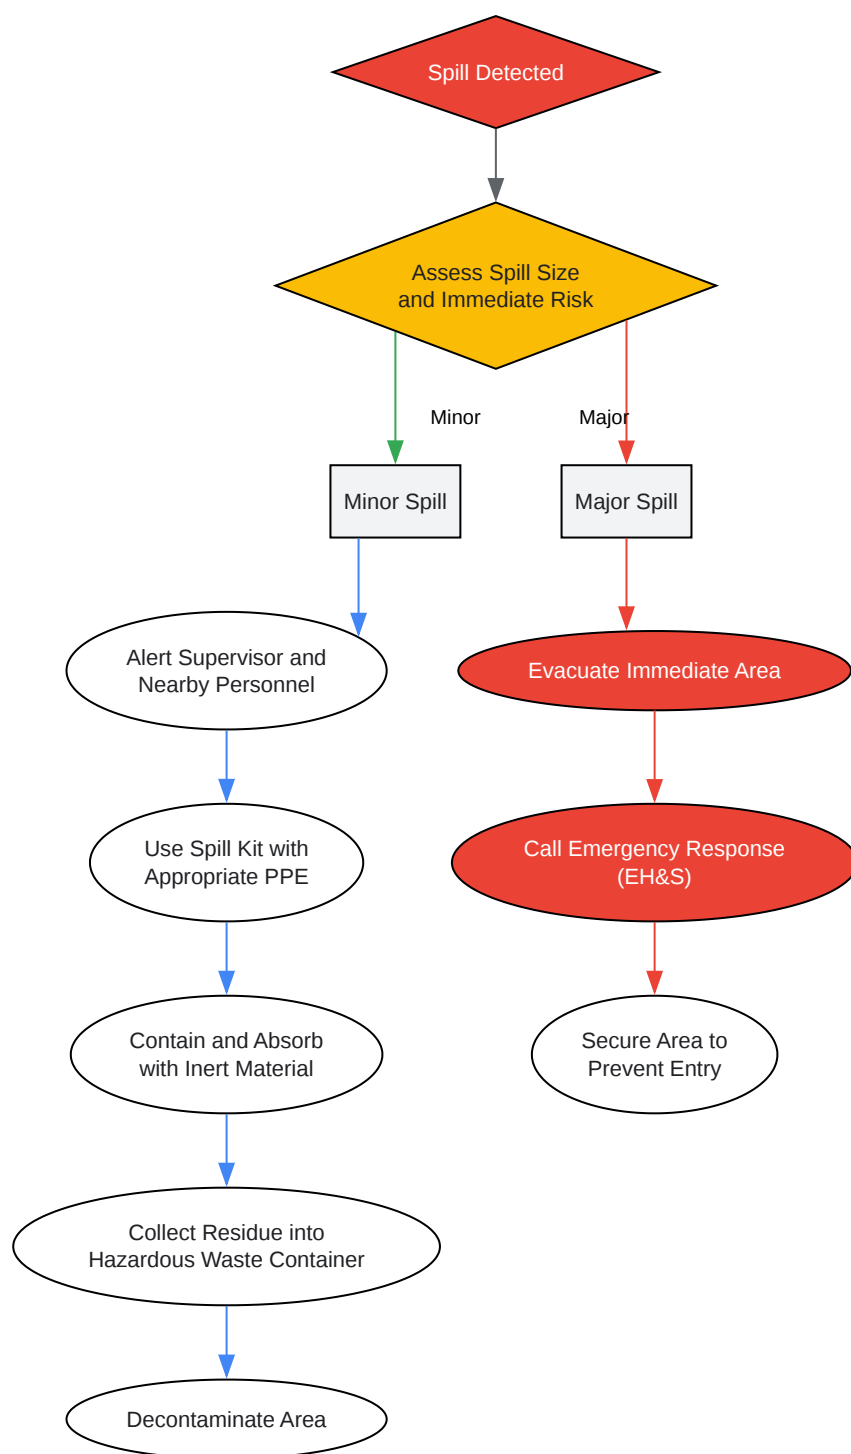 Spill Detected
Assess Spill Size
and Immediate Risk
Minor
Major
Minor Spill
Major Spill
Alert Supervisor and
Nearby Personnel
Evacuate Immediate Area
Use Spill Kit with
Appropriate PPE
Call Emergency Response
(EH&S)
Contain and Absorb
with Inert Material
Secure Area to
Prevent Entry
Collect Residue into
Hazardous Waste Container
Decontaminate Area